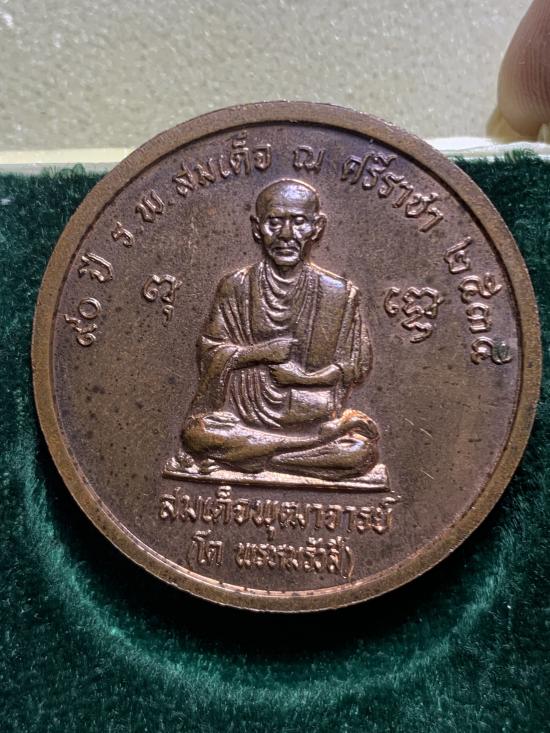 ๙๐ ปี ร พ. สมเด็จ ณ ศรีราชา ๒๕๓๕
สมเด็จพุฒาจารย์
(โต พรหมรังสี)